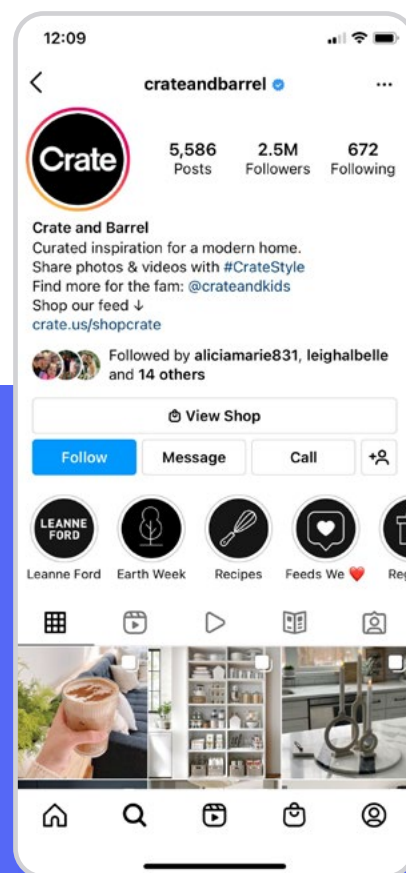 12:09
crateandbarrel
Crate
5,586 2.5M 672
Posts Followers Following
Crate and Barrel
Curated inspiration for a modern home.
Share photos & videos with #CrateStyle
Find more for the fam: @crateandkids
Shop our feed ↓
crate.us/shopcrate
Followed by aliciamarie831, leighalbelle
and 14 others
View Shop
Follow Message Call
LEANNE
FORD
Leanne Ford Earth Week Recipes Feeds We ❤️ Reg